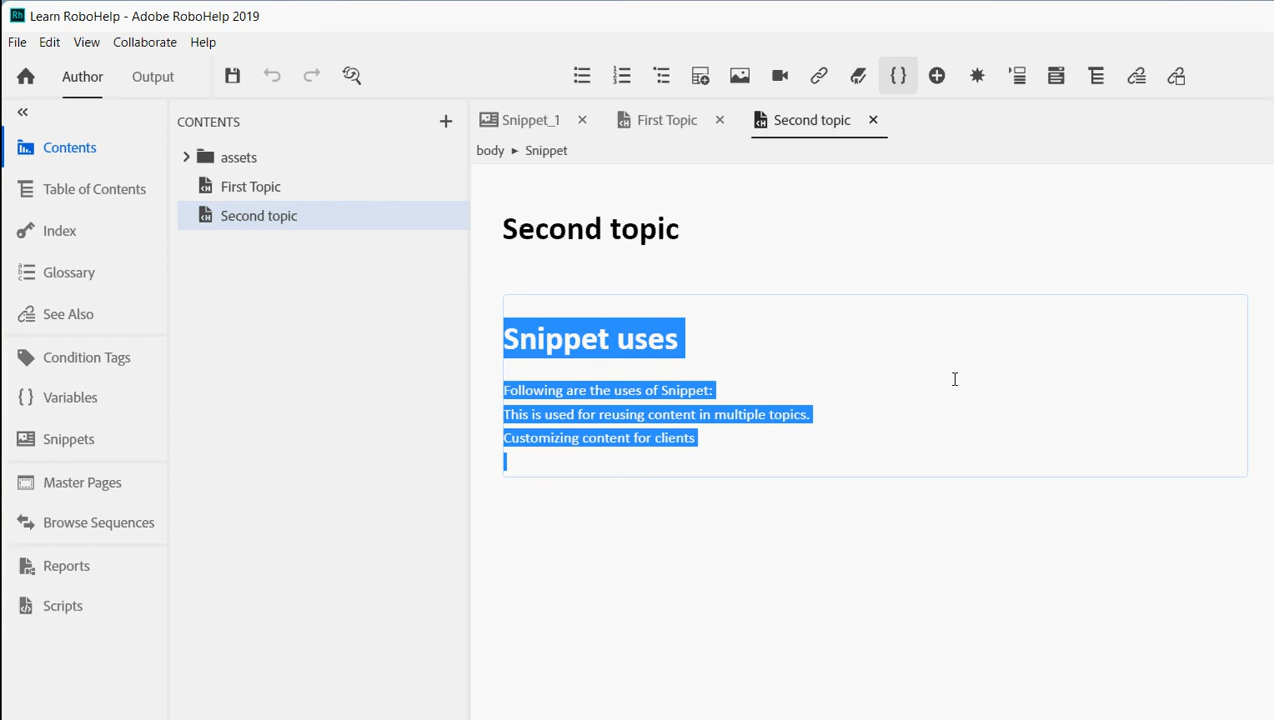 Rh Learn RoboHelp - Adobe RoboHelp 2019
File Edit View Collaborate Help
Author Output
CONTENTS
Contents
Table of Contents
Index
Glossary
See Also
Condition Tags
Variables
Snippets
Master Pages
Browse Sequences
Reports
Scripts
assets
First Topic
Second topic
Snippet_1 First Topic Second topic
body ▸ Snippet
Second topic
Snippet uses
Following are the uses of Snippet:
This is used for reusing content in multiple topics.
Customizing content for clients